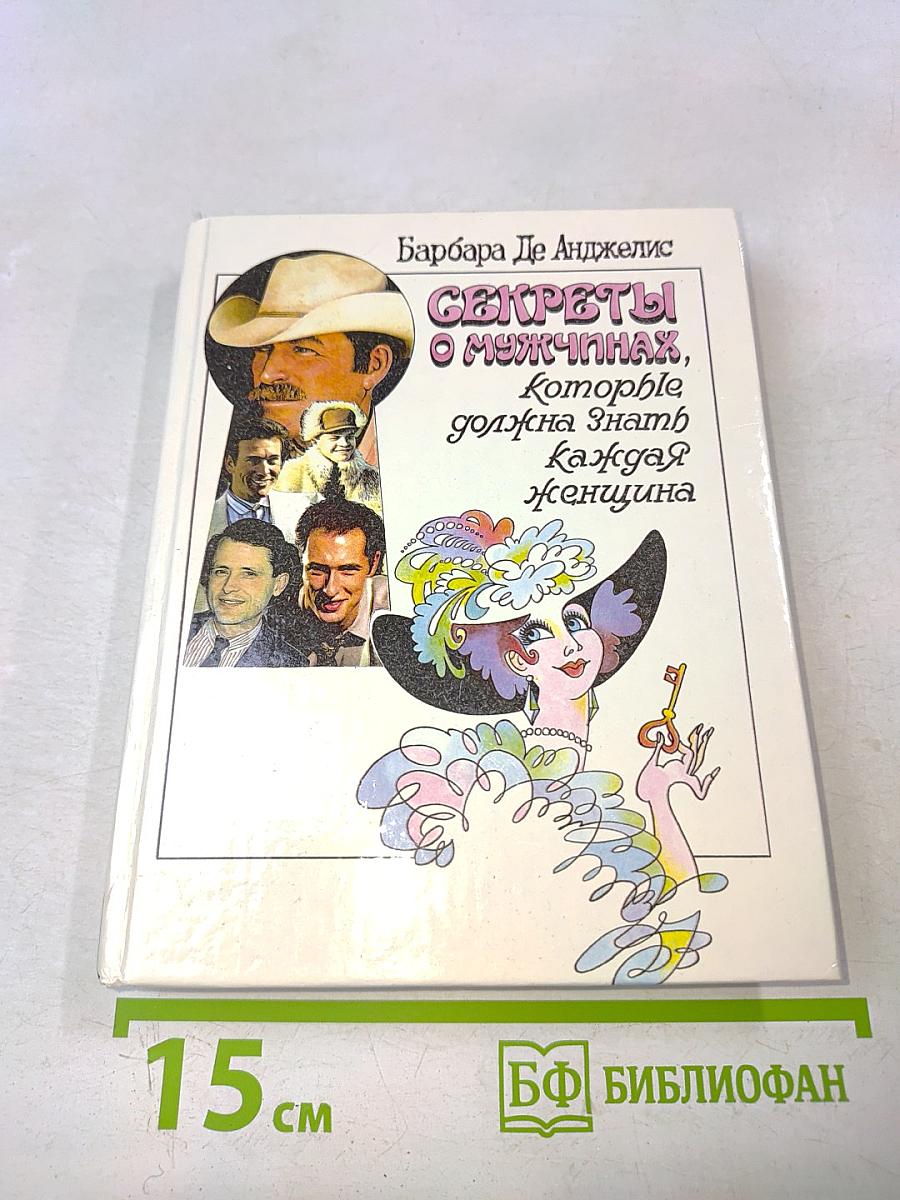 Барбара Де Анджелис
СЕКРЕТЫ
О МУЖЧИНАХ,
которые
должна знать
каждая
женщина
15 см
БФ БИБЛИОФАН